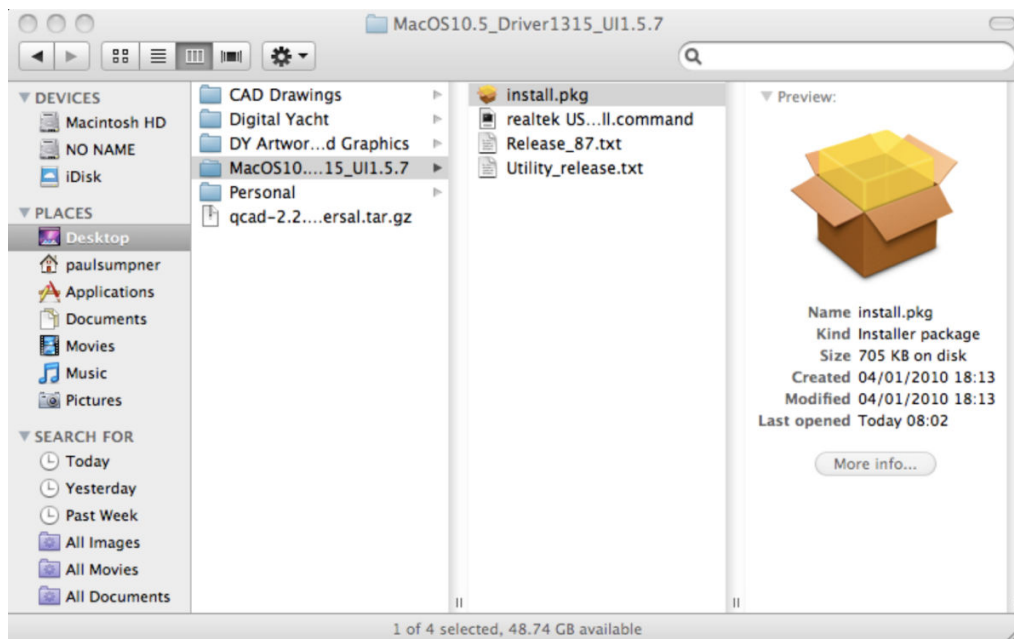 MacOS10.5_Driver1315_UI1.5.7
DEVICES
Macintosh HD
NO NAME
iDisk
PLACES
Desktop
paulsumpner
Applications
Documents
Movies
Music
Pictures
SEARCH FOR
Today
Yesterday
Past Week
All Images
All Movies
All Documents
CAD Drawings
Digital Yacht
DY Artwor...d Graphics
MacOS10....15_UI1.5.7
Personal
qcad-2.2....ersal.tar.gz
install.pkg
realtek US...ll.command
Release_87.txt
Utility_release.txt
Preview:
Name install.pkg
Kind Installer package
Size 705 KB on disk
Created 04/01/2010 18:13
Modified 04/01/2010 18:13
Last opened Today 08:02
More info...
1 of 4 selected, 48.74 GB available